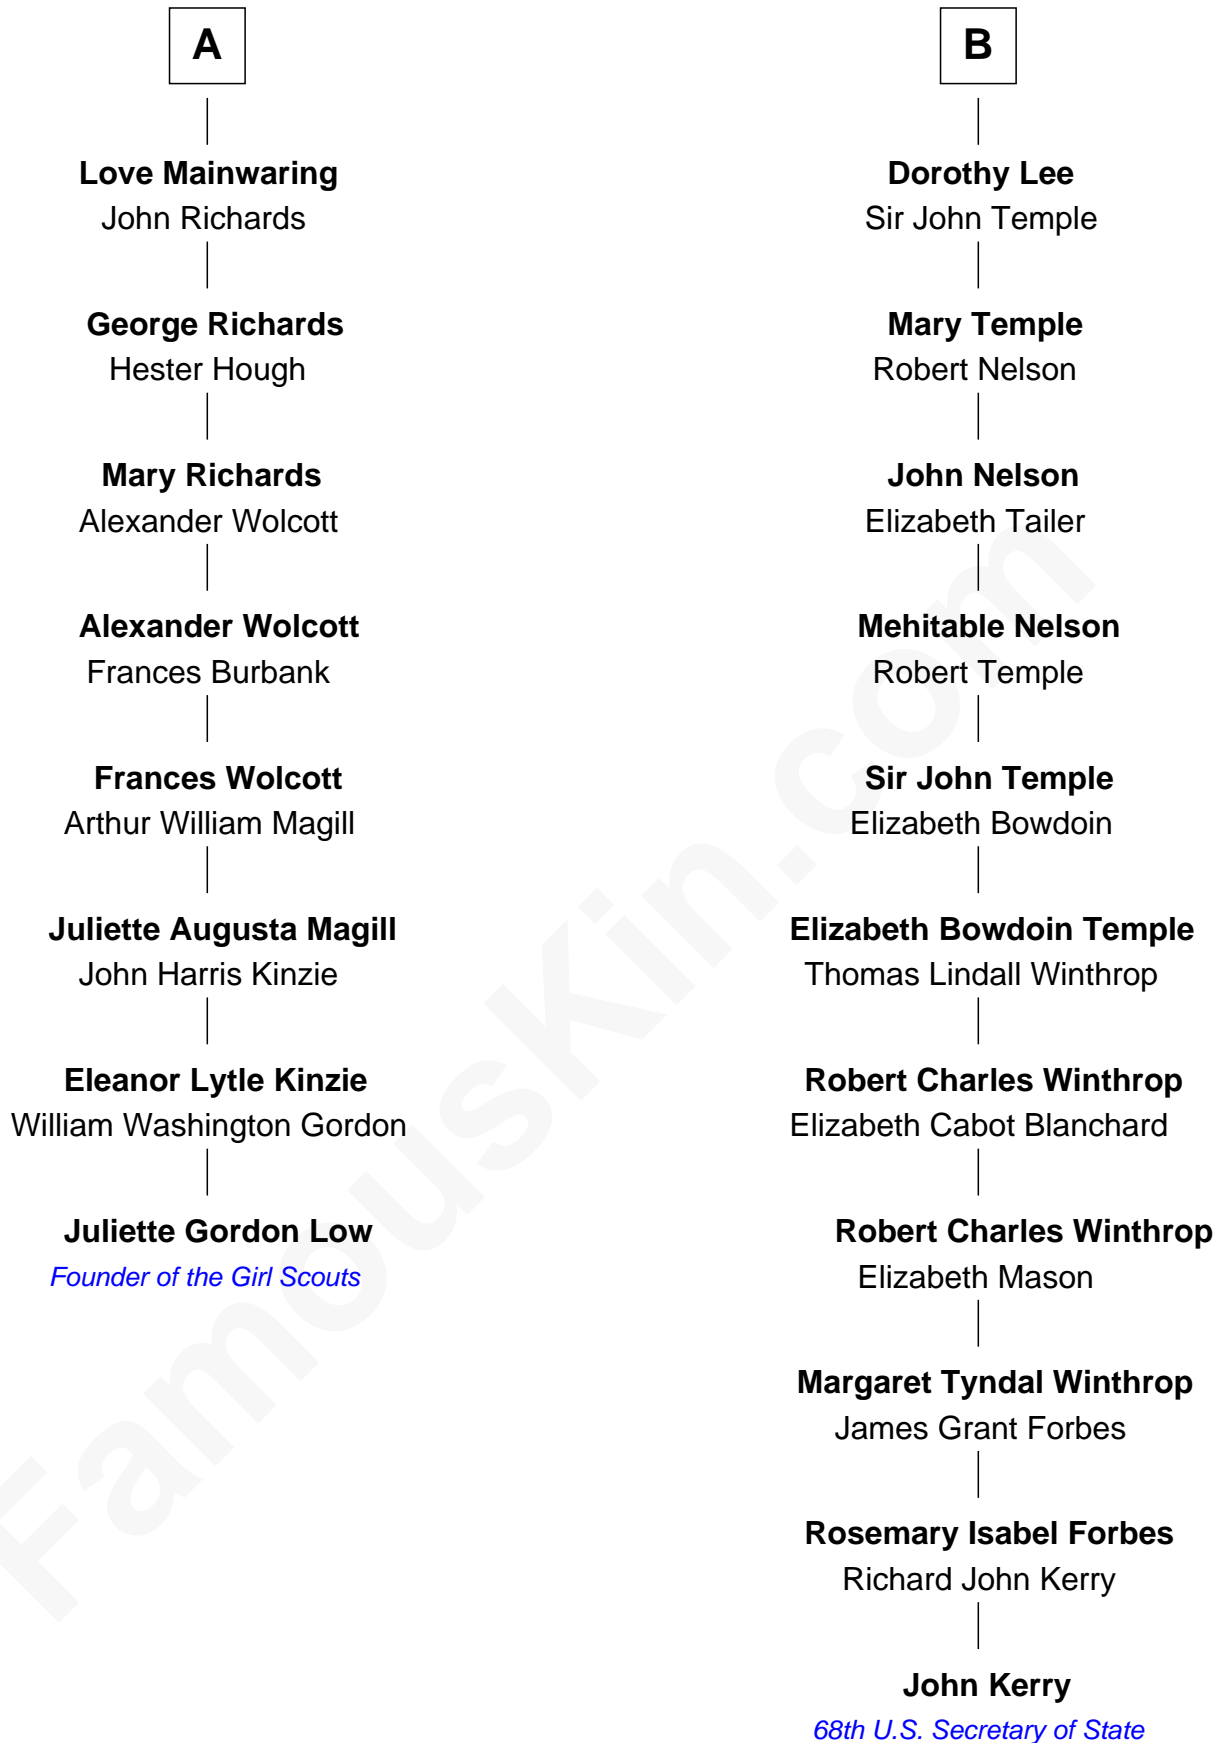 A
Love Mainwaring
John Richards
George Richards
Hester Hough
Mary Richards
Alexander Wolcott
Alexander Wolcott
Frances Burbank
Frances Wolcott
Arthur William Magill
Juliette Augusta Magill
John Harris Kinzie
Eleanor Lytle Kinzie
William Washington Gordon
Juliette Gordon Low
Founder of the Girl Scouts
B
Dorothy Lee
Sir John Temple
Mary Temple
Robert Nelson
John Nelson
Elizabeth Tailer
Mehitable Nelson
Robert Temple
Sir John Temple
Elizabeth Bowdoin
Elizabeth Bowdoin Temple
Thomas Lindall Winthrop
Robert Charles Winthrop
Elizabeth Cabot Blanchard
Robert Charles Winthrop
Elizabeth Mason
Margaret Tyndal Winthrop
James Grant Forbes
Rosemary Isabel Forbes
Richard John Kerry
John Kerry
68th U.S. Secretary of State
FamousKin.com